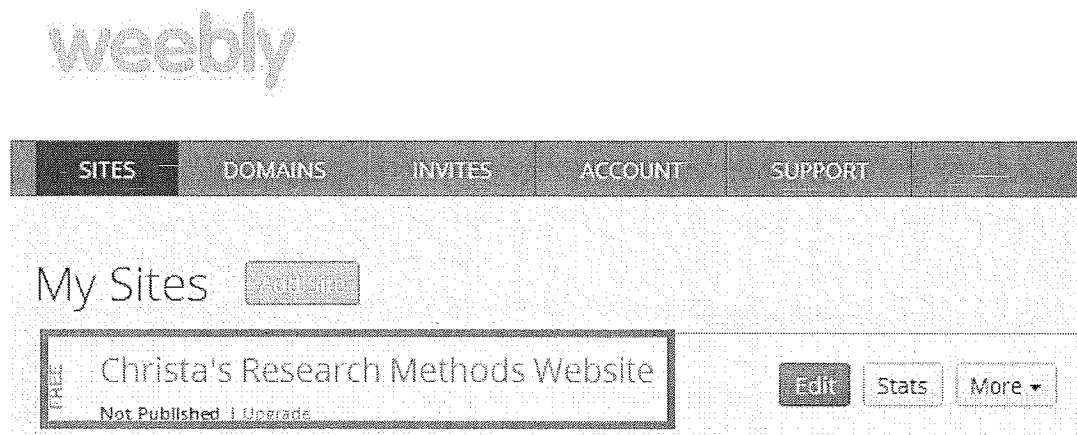 weebly
SITES DOMAINS INVITES ACCOUNT SUPPORT
My Sites Add Site
FREE
Christa's Research Methods Website
Edit Stats More
Not Published | Upgrade